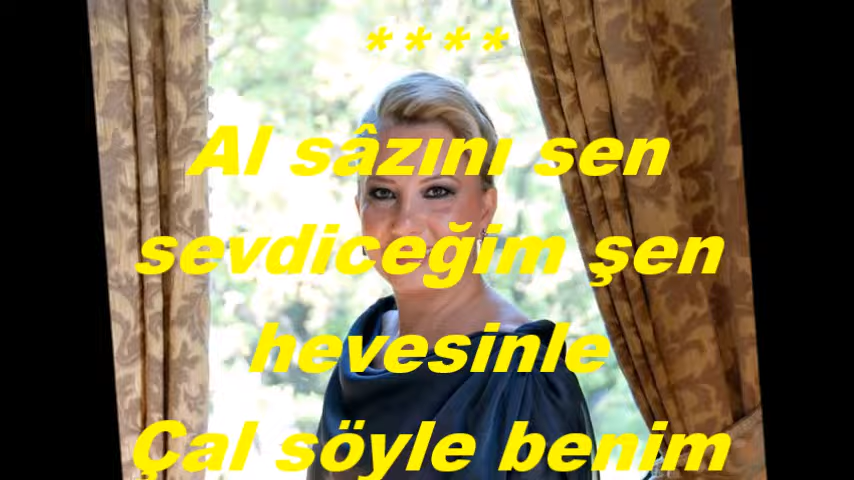 ****
Al sâzını sen
sevdiceğim şen
hevesinle
Çal söyle benim